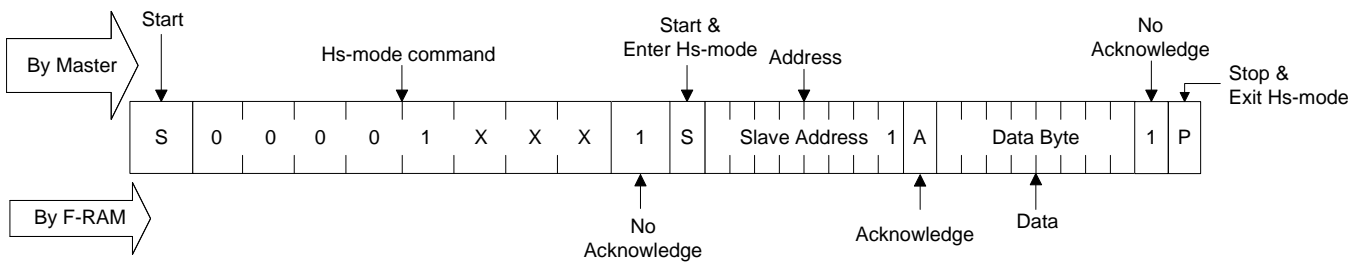 Start
Start &
Enter Hs-mode
No
Acknowledge
By Master
Hs-mode command
Address
Stop &
Exit Hs-mode
S 0 0 0 0 1 X X X 1 S Slave Address 1 A Data Byte 1 P
By F-RAM
No
Acknowledge
Acknowledge
Data